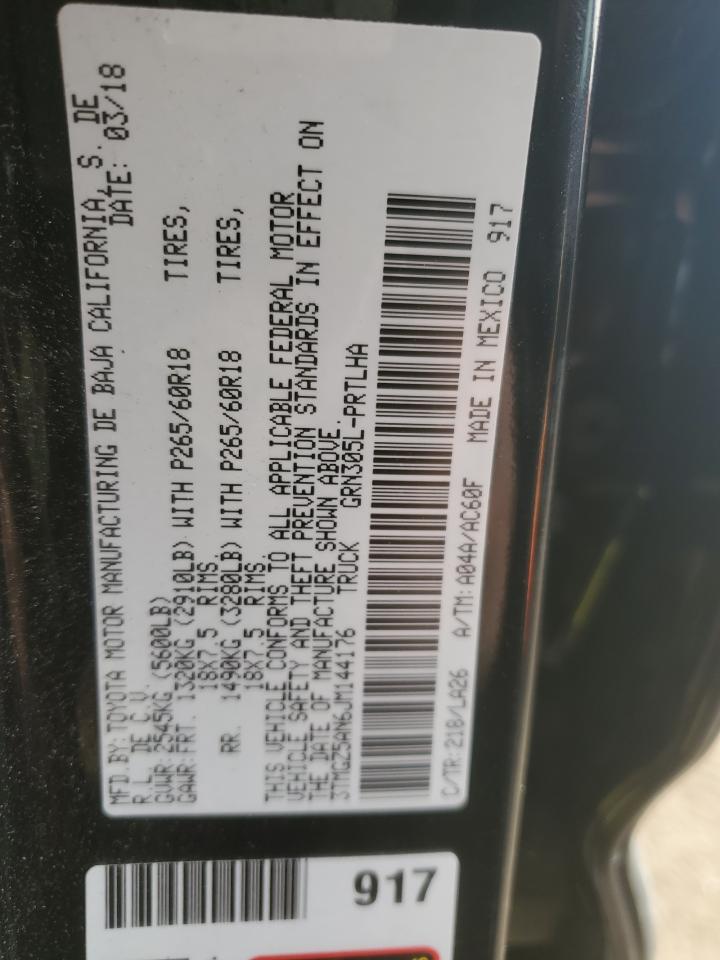 MFD.BY:TOYOTA MOTOR MANUFACTURING DE BAJA CALIFORNIA, S. DE
R.L. DE C.V. DATE: 03/18
GVWR:2545KG (5600LB)
GAWR:FRT. 1320KG (2910LB) WITH P265/60R18 TIRES,
18X7.5 RIMS.
RR. 1490KG (3280LB) WITH P265/60R18 TIRES,
18X7.5 RIMS.
THIS VEHICLE CONFORMS TO ALL APPLICABLE FEDERAL MOTOR
VEHICLE SAFETY AND THEFT PREVENTION STANDARDS IN EFFECT ON
THE DATE OF MANUFACTURE SHOWN ABOVE.
3TMGZ5AN6JM144176 TRUCK GRN305L-PRTLHA
C/TR:218/LA26 A/TM:A04A/AC60F MADE IN MEXICO 917
917